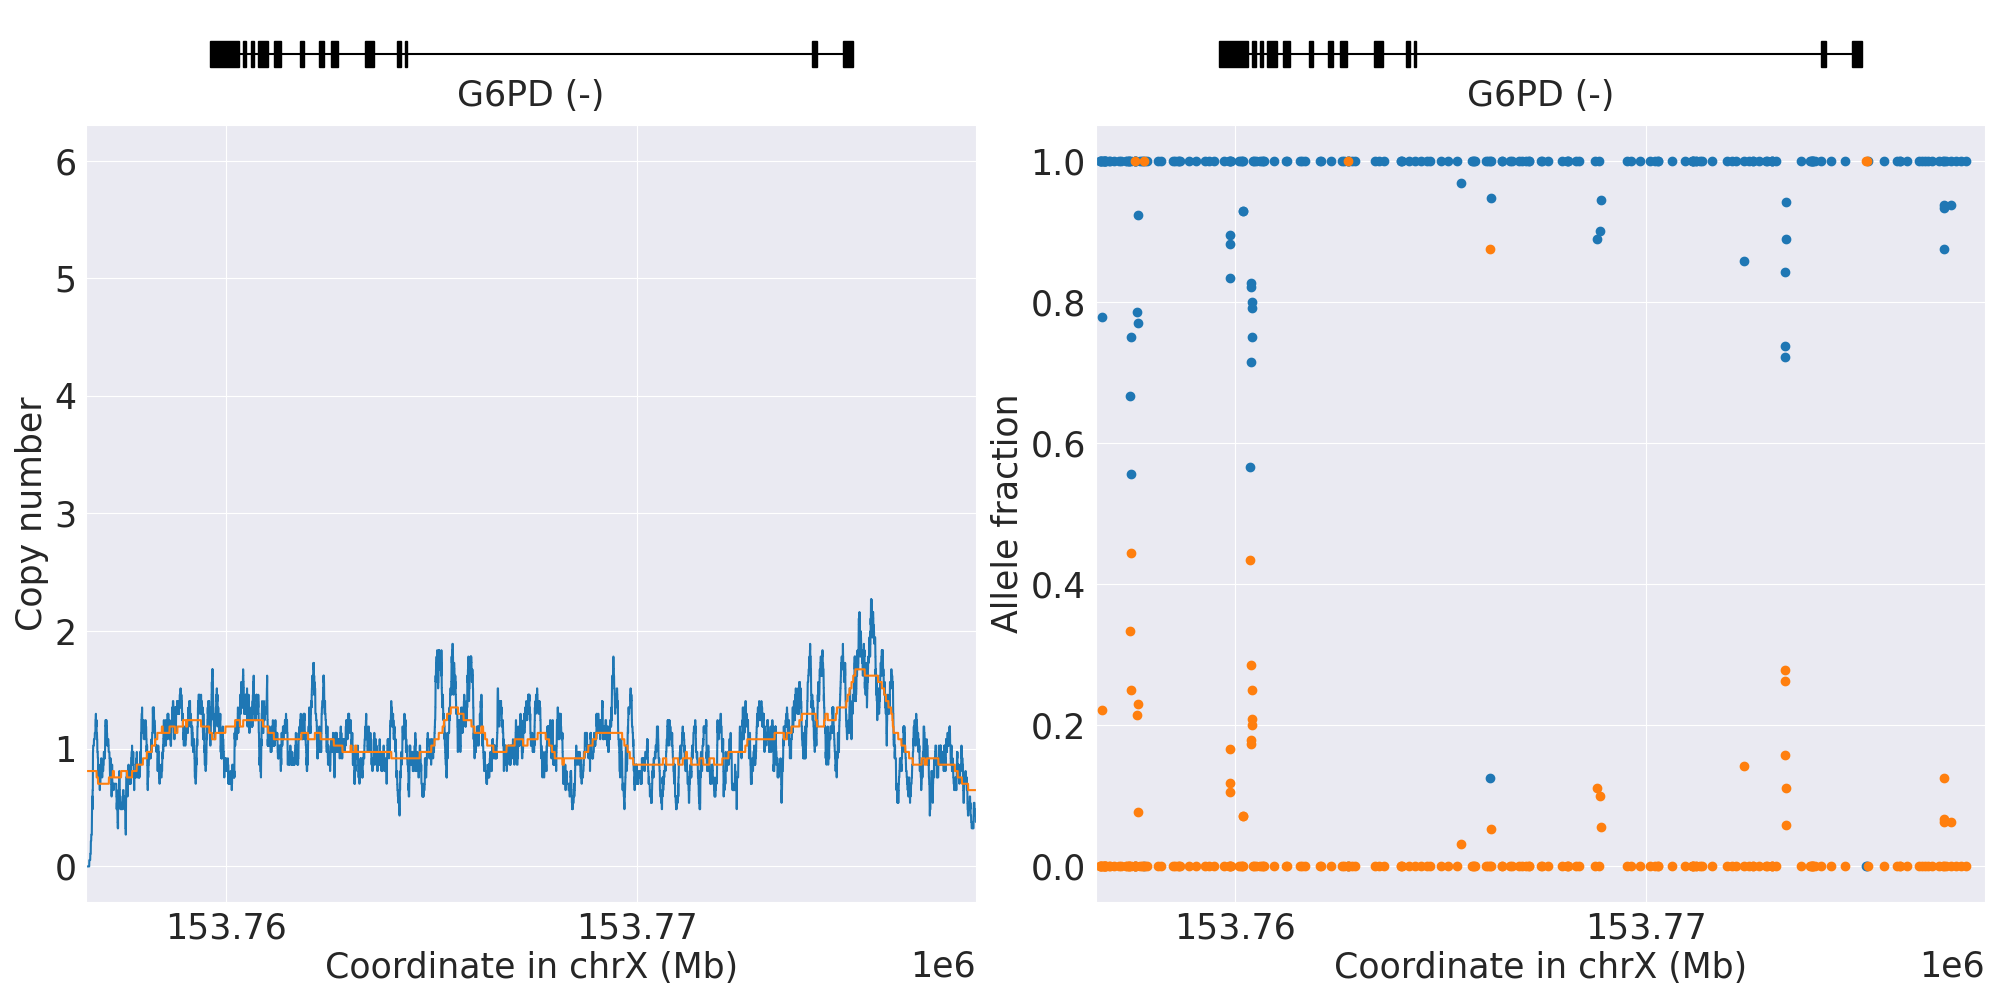 G6PD (-)
6
5
4
3
2
1
0
Copy number
153.76
153.77
Coordinate in chrX (Mb)
1e6
G6PD (-)
1.0
0.8
0.6
0.4
0.2
0.0
Allele fraction
153.76
153.77
Coordinate in chrX (Mb)
1e6